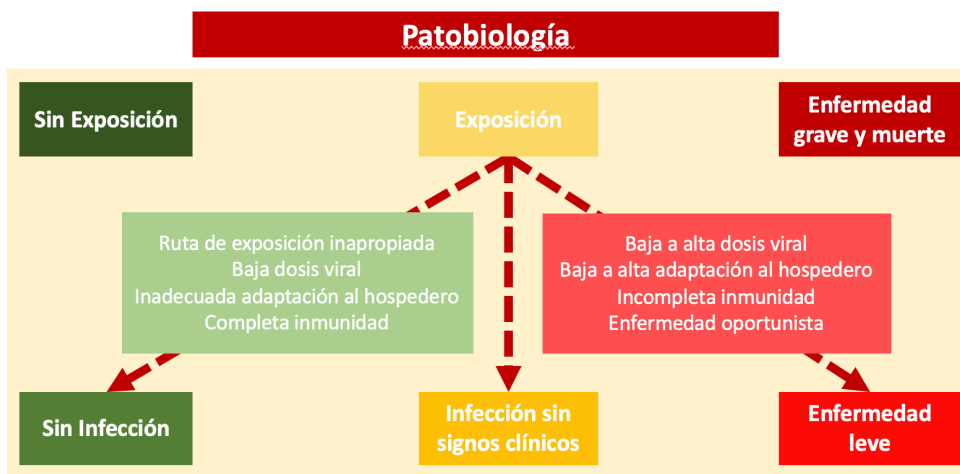 Patobiología
Sin Exposición
Exposición
Enfermedad
grave y muerte
Ruta de exposición inapropiada
Baja dosis viral
Inadecuada adaptación al hospedero
Completa inmunidad
Baja a alta dosis viral
Baja a alta adaptación al hospedero
Incompleta inmunidad
Enfermedad oportunista
Sin Infección
Infección sin
signos clínicos
Enfermedad
leve